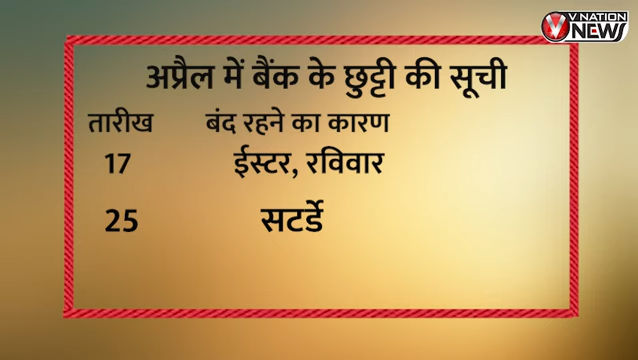 V NATION
NEWS
अप्रैल में बैंक के छुट्टी की सूची
तारीख बंद रहने का कारण
17 ईस्टर, रविवार
25 सटर्डे